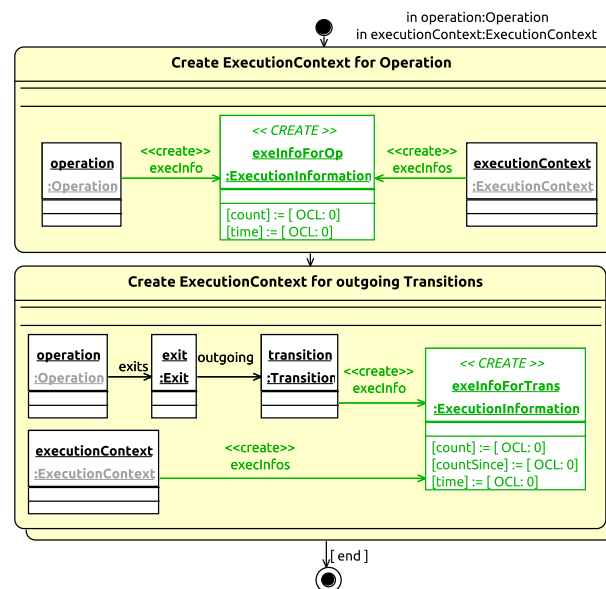 in operation:Operation
in executionContext:ExecutionContext
Create ExecutionContext for Operation
<< CREATE >>
exeInfoForOp
:ExecutionInformation
[count] := [ OCL: 0]
[time] := [ OCL: 0]
operation
:Operation
<<create>>
execInfo
<<create>>
execInfos
executionContext
:ExecutionContext
Create ExecutionContext for outgoing Transitions
operation
:Operation
exits
exit
:Exit
outgoing
transition
:Transition
<<create>>
execInfo
<< CREATE >>
exeInfoForTrans
:ExecutionInformation
[count] := [ OCL: 0]
[countSince] := [ OCL: 0]
[time] := [ OCL: 0]
executionContext
:ExecutionContext
<<create>>
execInfos
[ end ]